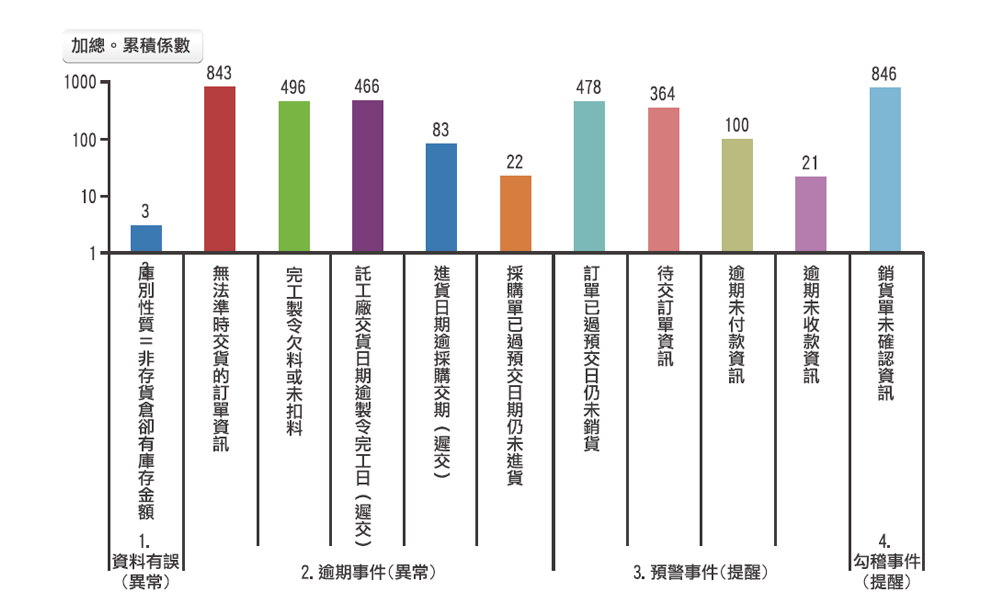 加總。累積係數
1000
100
10
1
3
843
496
466
83
22
478
364
100
21
846
庫別性質=非存貨倉卻有庫存金額
無法準時交貨的訂單資訊
完工製令欠料或未扣料
託工廠交貨日期逾製令完工日(遲交)
進貨日期逾採購交期(遲交)
採購單已過預交日期仍未進貨
訂單已過預交日仍未銷貨
待交訂單資訊
逾期未付款資訊
逾期未收款資訊
銷貨單未確認資訊
1.
資料有誤
(異常)
2. 逾期事件(異常)
3. 預警事件(提醒)
4.
勾稽事件
(提醒)